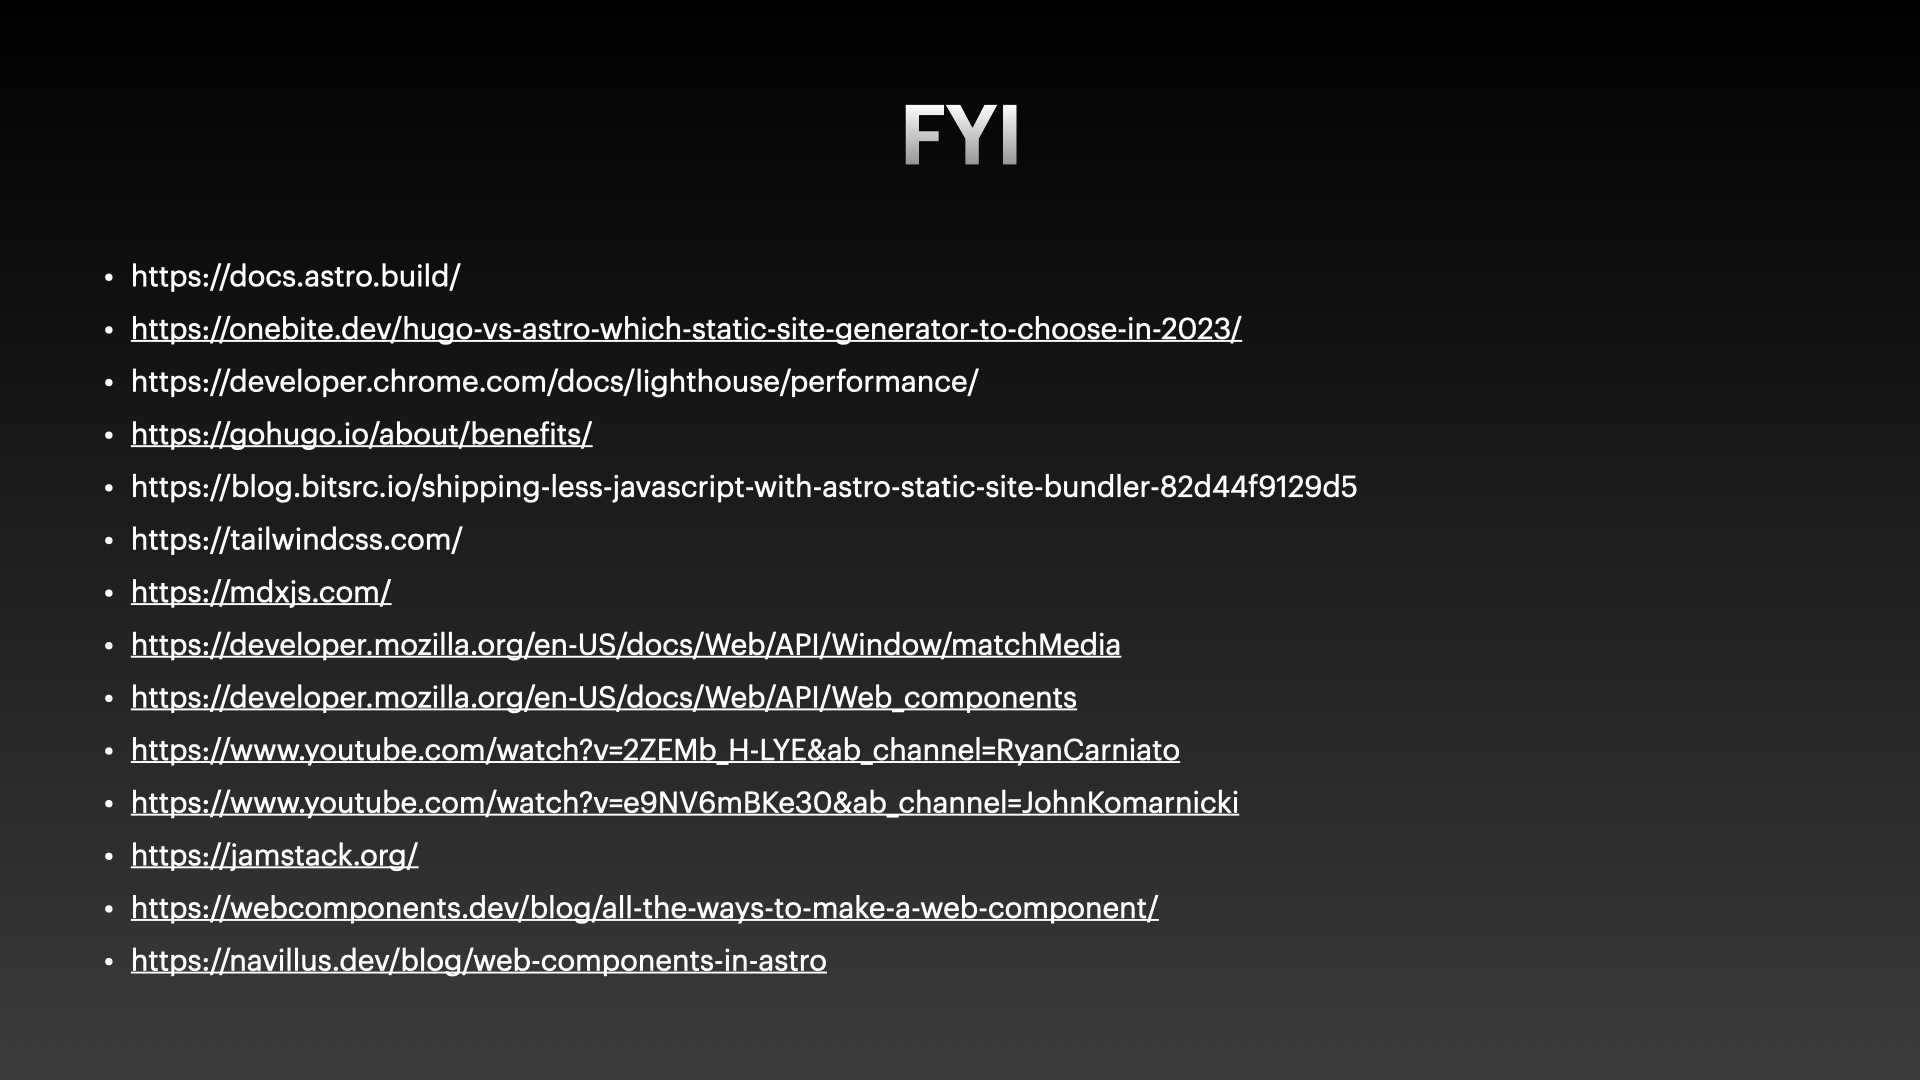 FYI
• https://docs.astro.build/
• https://onebite.dev/hugo-vs-astro-which-static-site-generator-to-choose-in-2023/
• https://developer.chrome.com/docs/lighthouse/performance/
• https://gohugo.io/about/benefits/
• https://blog.bitsrc.io/shipping-less-javascript-with-astro-static-site-bundler-82d44f9129d5
• https://tailwindcss.com/
• https://mdxjs.com/
• https://developer.mozilla.org/en-US/docs/Web/API/Window/matchMedia
• https://developer.mozilla.org/en-US/docs/Web/API/Web_components
• https://www.youtube.com/watch?v=2ZEMb_H-LYE&ab_channel=RyanCarniato
• https://www.youtube.com/watch?v=e9NV6mBKe30&ab_channel=JohnKomarnicki
• https://jamstack.org/
• https://webcomponents.dev/blog/all-the-ways-to-make-a-web-component/
• https://navillus.dev/blog/web-components-in-astro